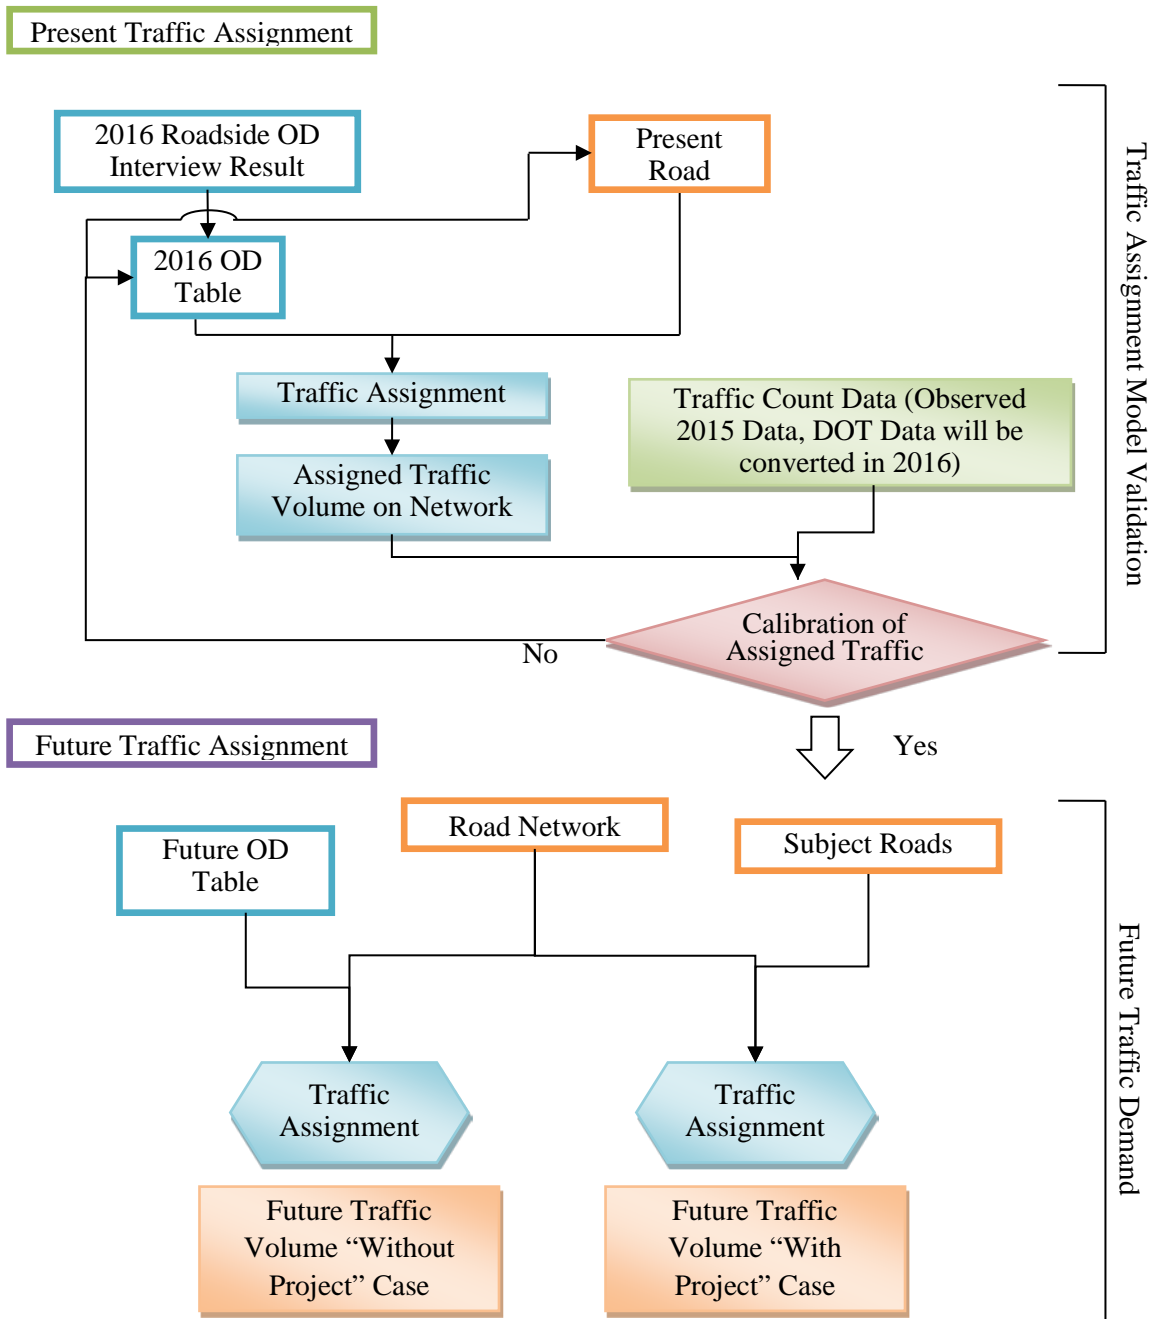 Present Traffic Assignment
2016 Roadside OD
Interview Result
Present
Road
2016 OD
Table
Traffic Assignment
Traffic Count Data (Observed
2015 Data, DOT Data will be
converted in 2016)
Assigned Traffic
Volume on Network
Calibration of
Assigned Traffic
No
Yes
Traffic Assignment Model Validation
Future Traffic Assignment
Road Network
Subject Roads
Future OD
Table
Traffic
Assignment
Traffic
Assignment
Future Traffic
Volume “Without
Project” Case
Future Traffic
Volume “With
Project” Case
Future Traffic Demand